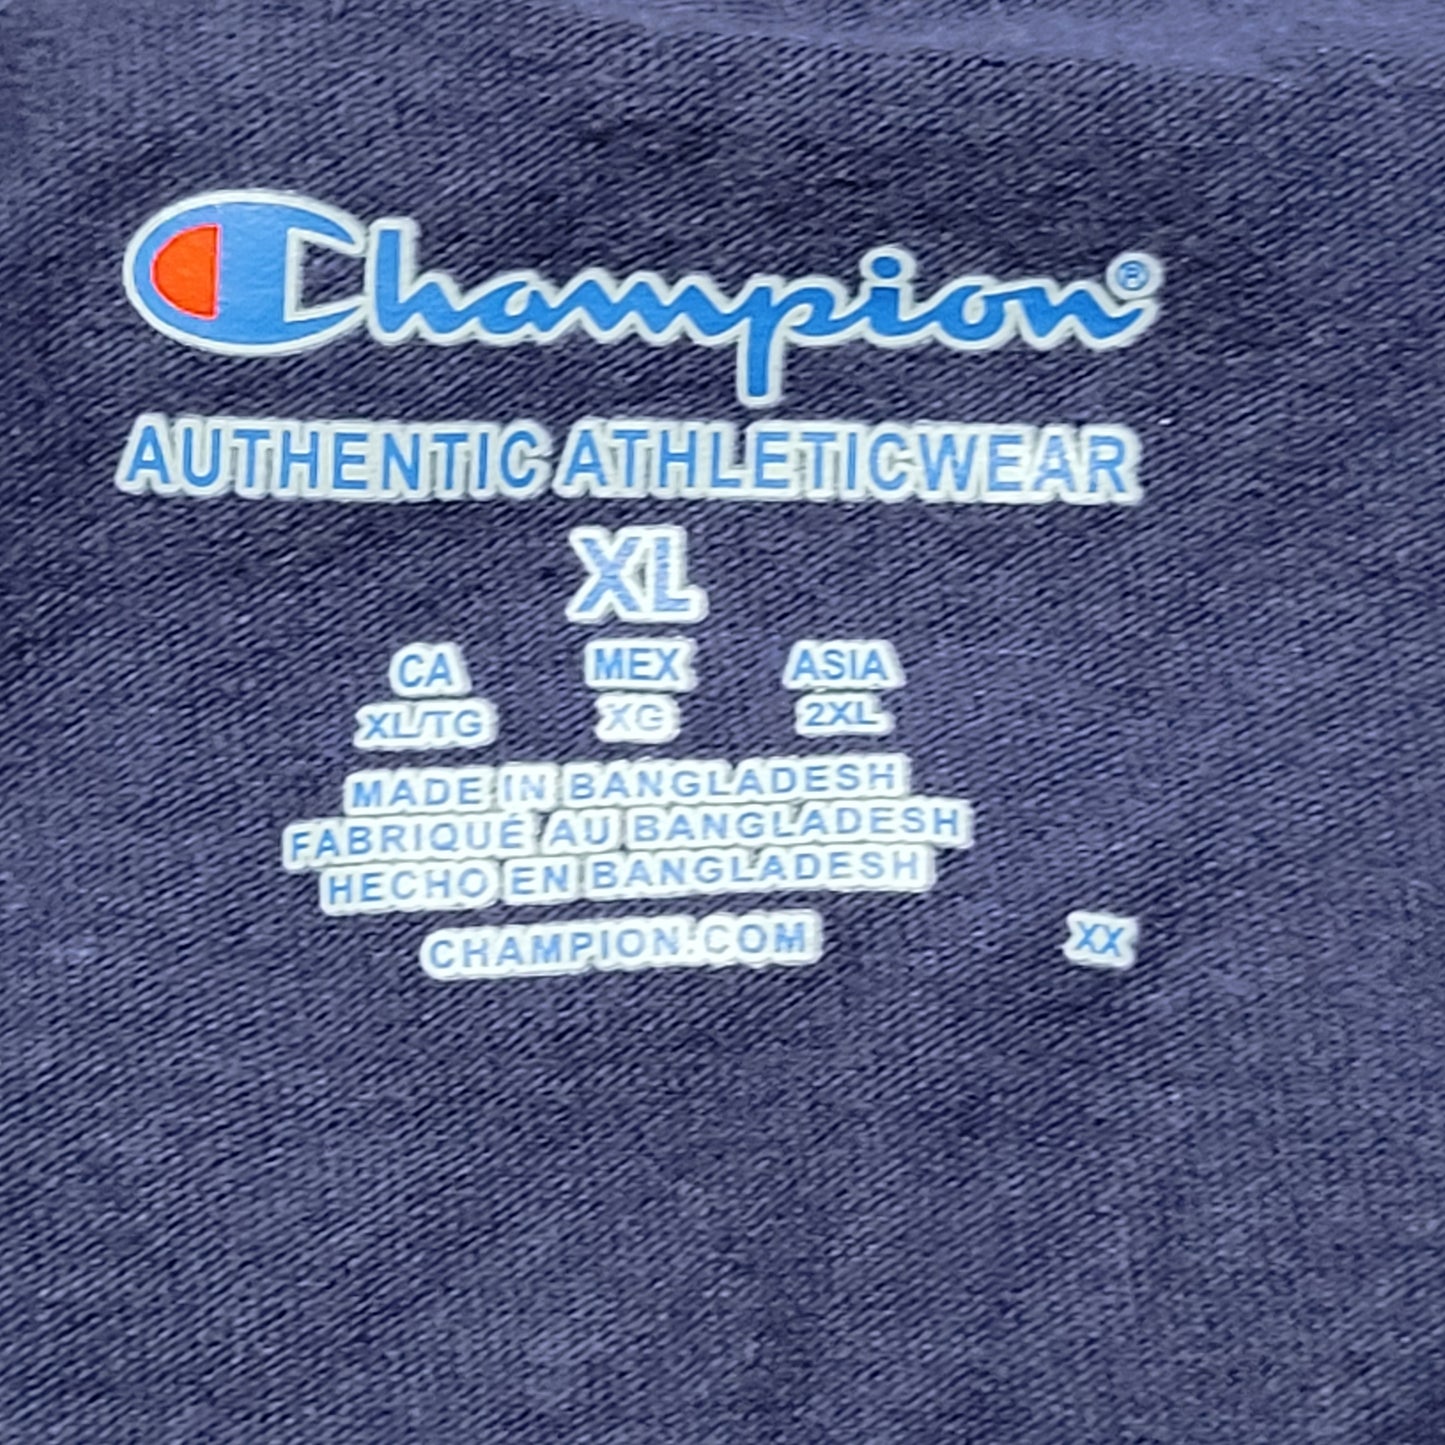 Champion®
AUTHENTIC ATHLETICWEAR
XL
CA MEX ASIA
XL/TG XG 2XL
MADE IN BANGLADESH
FABRIQUÉ AU BANGLADESH
HECHO EN BANGLADESH
CHAMPION.COM XX